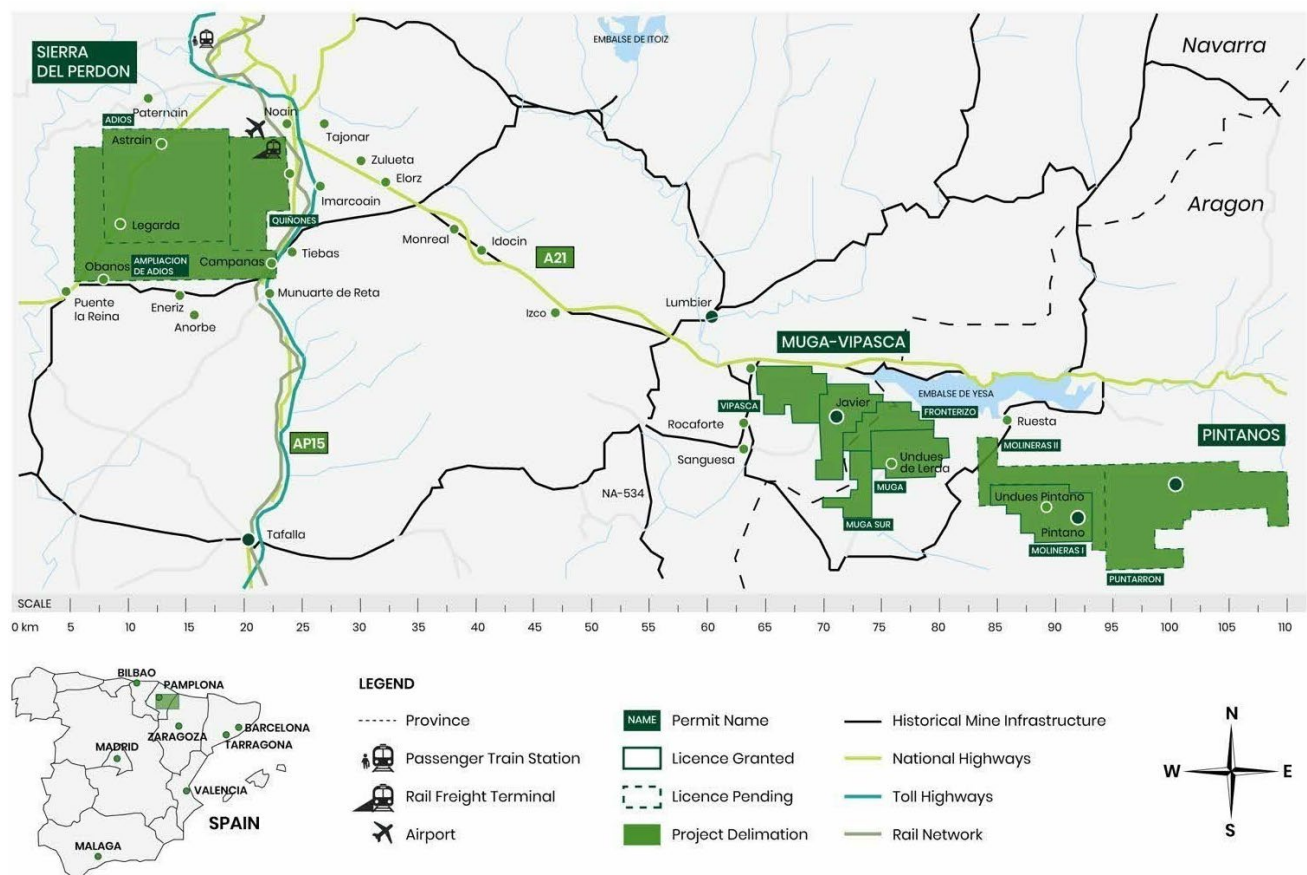 SIERRA
DEL PERDON
EMBALSE DE ITOIZ
Navarra
Aragon
Paternain
ADIOS
Astrain
Noain
Tajonar
Zulueta
Elorz
Imarcoain
Legarda
QUIÑONES
Monreal
Idocin
A21
Tiebas
Obanos
AMPLIACION
DE ADIOS
Campanas
Puente
la Reina
Eneriz
Anorbe
Munuarte de Reta
Izco
Lumbier
MUGA-VIPASCA
EMBALSE DE YESA
VIPASCA
Javier
FRONTERIZO
Rocaforte
Sanguesa
Undues
de Lerda
MUGA
MUGA SUR
Ruesta
MOLINERAS II
PINTANOS
AP15
NA-534
Undues Pintano
Pintano
MOLINERAS I
PUNTARRON
Tafalla
SCALE
0 km 5 10 15 20 25 30 35 40 45 50 55 60 65 70 75 80 85 90 95 100 105 110
BILBAO
PAMPLONA
BARCELONA
ZARAGOZA
TARRAGONA
MADRID
VALENCIA
SPAIN
MALAGA
LEGEND
Province
Passenger Train Station
Rail Freight Terminal
Airport
NAME Permit Name
Licence Granted
Licence Pending
Project Delimation
Historical Mine Infrastructure
National Highways
Toll Highways
Rail Network
N
W E
S